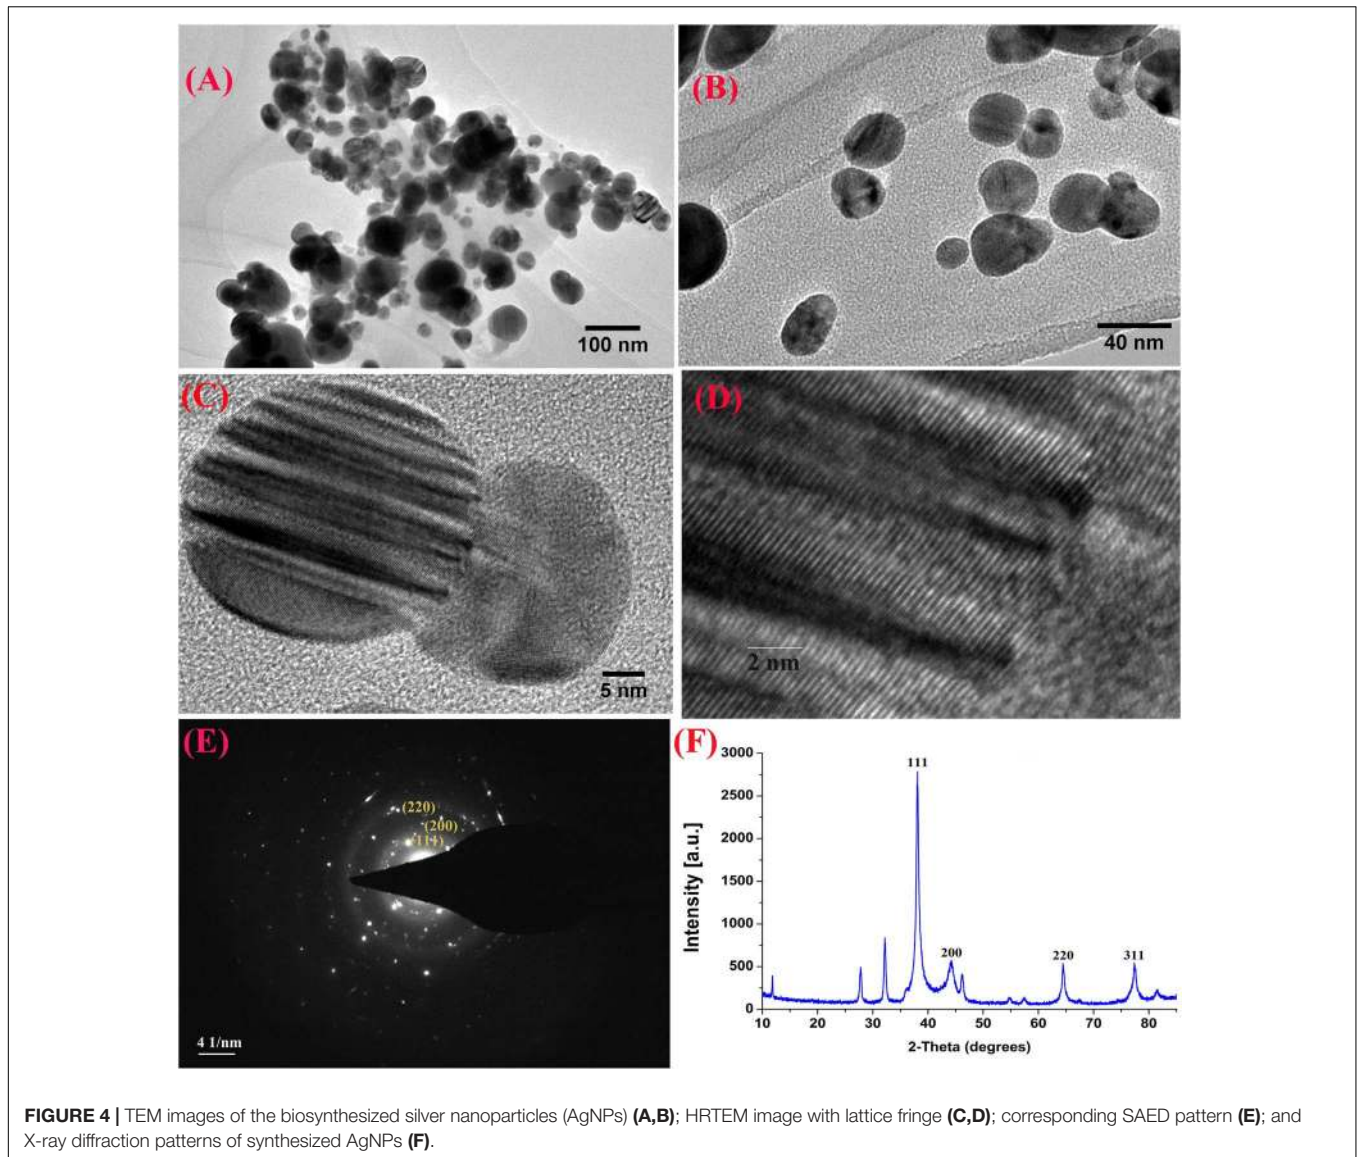 (A)
100 nm
(B)
40 nm
(C)
5 nm
(D)
2 nm
(E)
(220)
(200)
(111)
4 1/nm
(F)
3000
2500
2000
1500
1000
500
0
Intensity [a.u.]
111
200
220
311
10 20 30 40 50 60 70 80
2-Theta (degrees)
FIGURE 4 | TEM images of the biosynthesized silver nanoparticles (AgNPs) (A,B); HRTEM image with lattice fringe (C,D); corresponding SAED pattern (E); and
X-ray diffraction patterns of synthesized AgNPs (F).